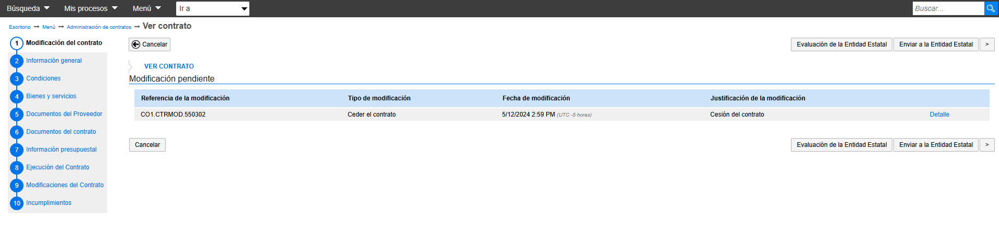 Búsqueda Mis procesos Menú Ir a Buscar...
Escritorio → Menú → Administración de contratos → Ver contrato
1 Modificación del contrato
2 Información general
3 Condiciones
4 Bienes y servicios
5 Documentos del Proveedor
6 Documentos del contrato
7 Información presupuestal
8 Ejecución del Contrato
9 Modificaciones del Contrato
10 Incumplimientos
Cancelar Evaluación de la Entidad Estatal Enviar a la Entidad Estatal >
VER CONTRATO
Modificación pendiente
Referencia de la modificación Tipo de modificación Fecha de modificación Justificación de la modificación
CO1.CTRMOD.550302 Ceder el contrato 5/12/2024 2:59 PM (UTC -5 horas) Cesión del contrato Detalle
Cancelar Evaluación de la Entidad Estatal Enviar a la Entidad Estatal >